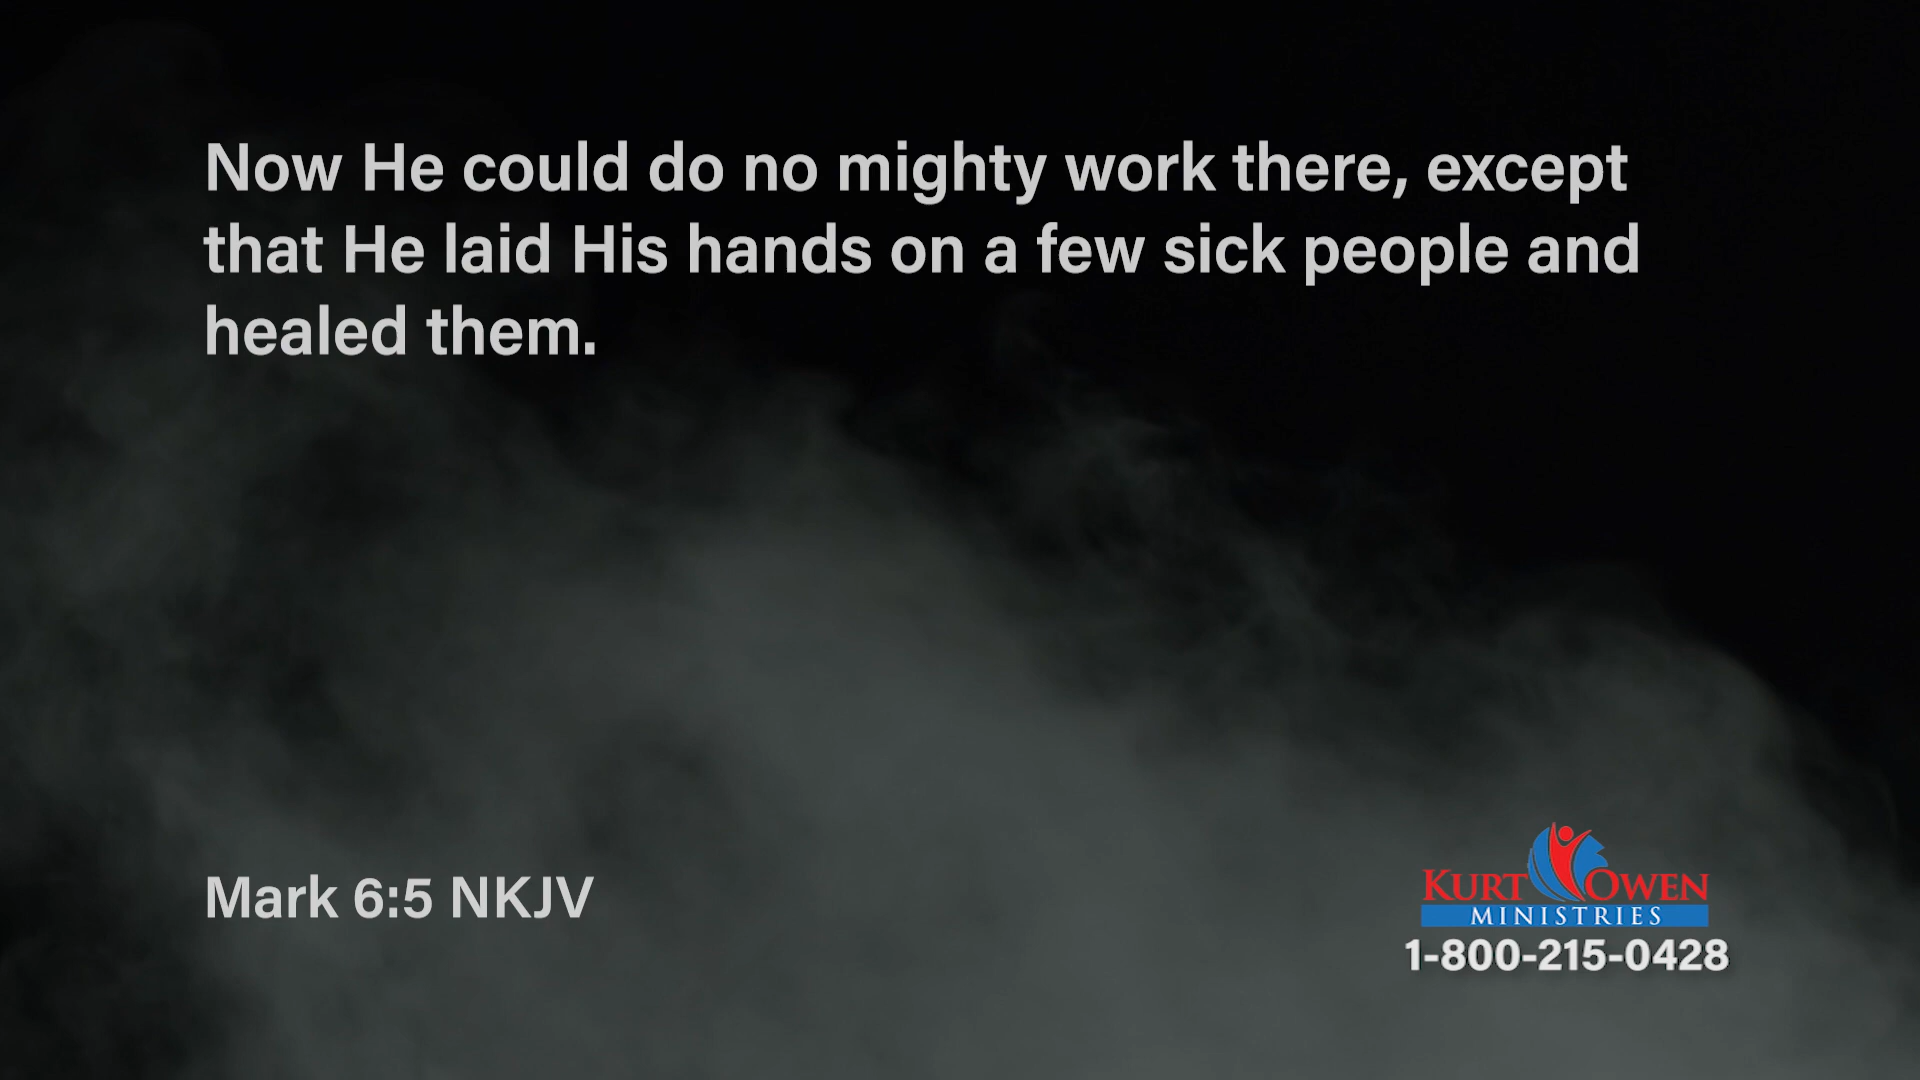 Now He could do no mighty work there, except
that He laid His hands on a few sick people and
healed them.
Mark 6:5 NKJV
KURT OWEN
MINISTRIES
1-800-215-0428